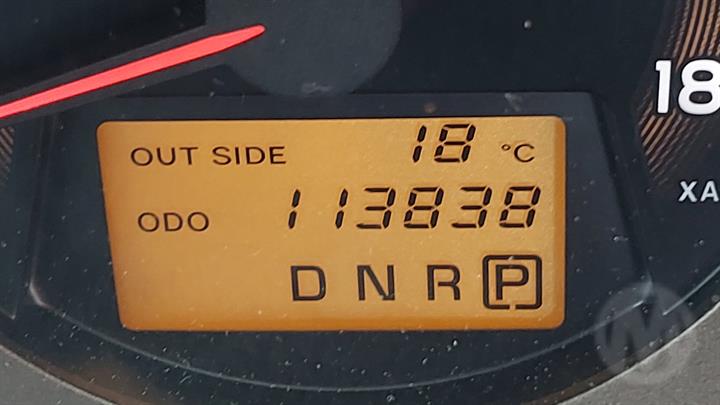 OUT SIDE 18 °C
ODO 113838
D N R P
18
XA